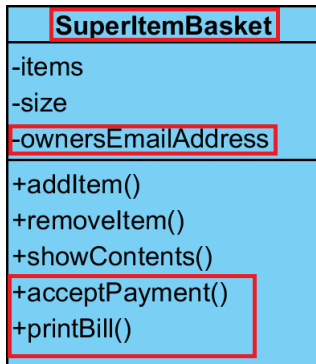 SuperItemBasket
-items
-size
-ownersEmailAddress
+addItem()
+removeItem()
+showContents()
+acceptPayment()
+printBill()